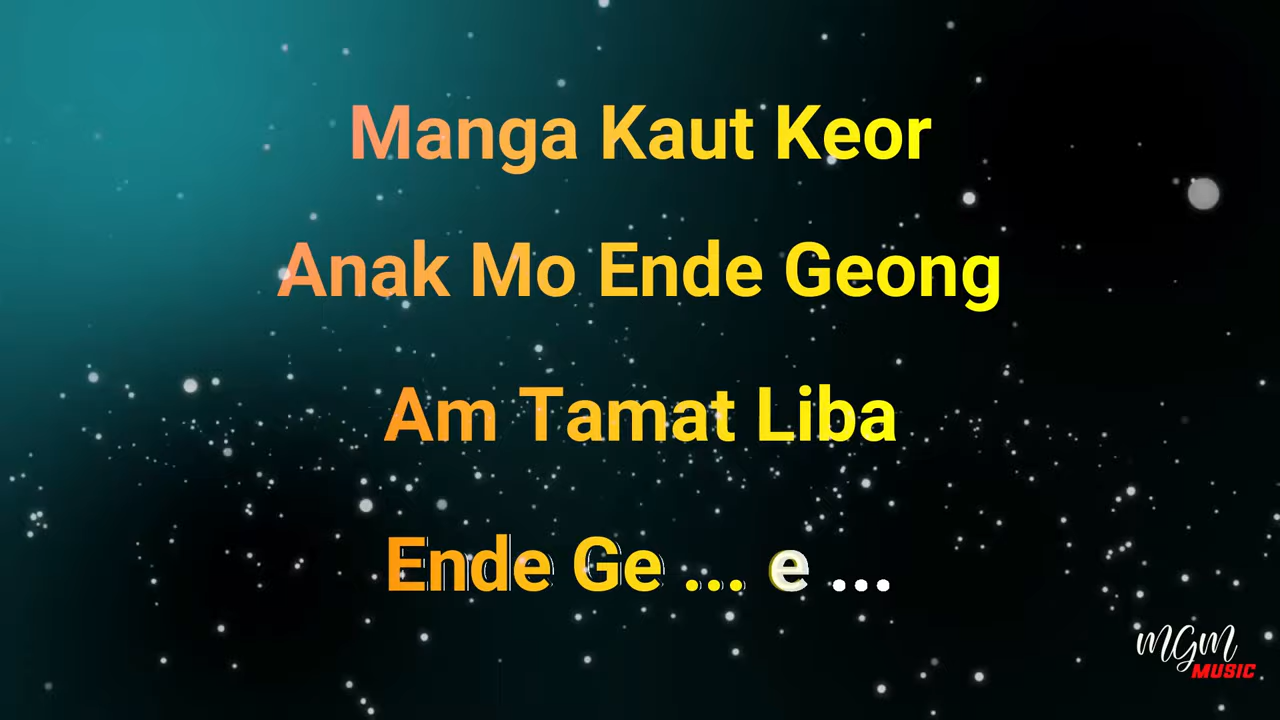 Manga Kaut Keor
Anak Mo Ende Geong
Am Tamat Liba
Ende Ge ... e ...
MGM
MUSIC